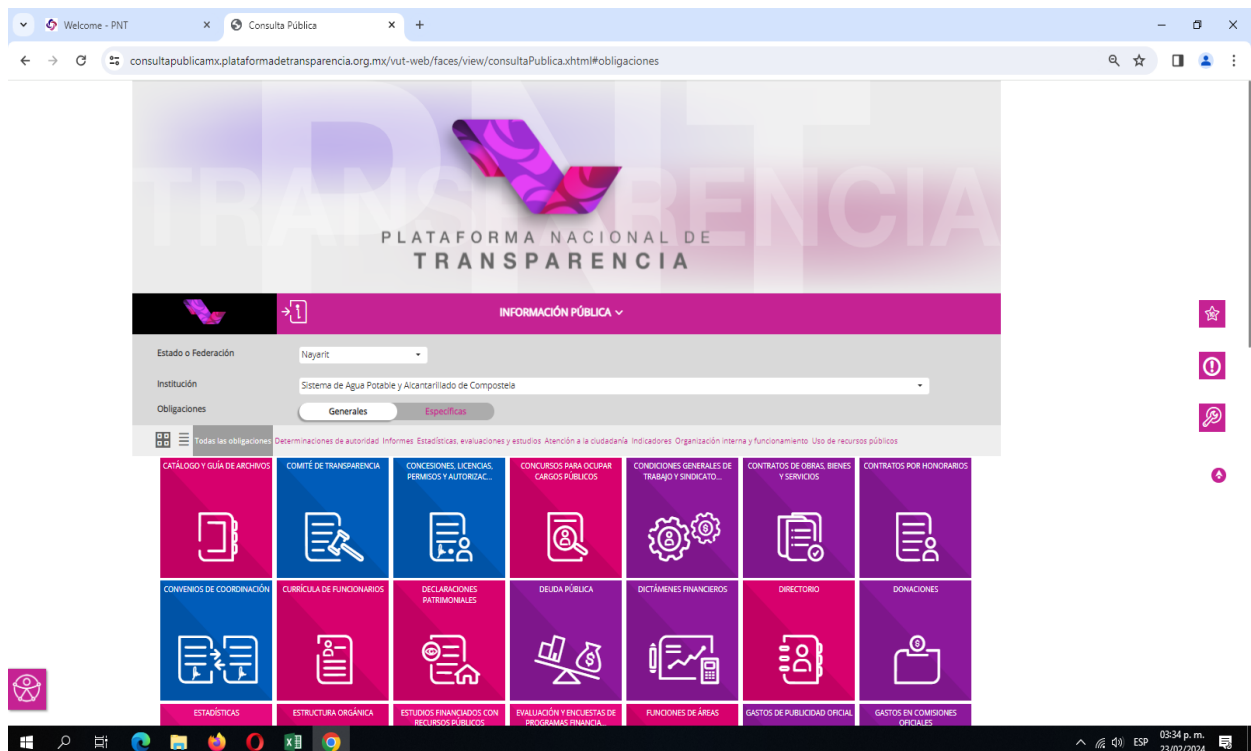 Welcome - PNT
Consulta Pública
consultapublicamx.plataformadetransparencia.org.mx/vut-web/faces/view/consultaPublica.xhtml#obligaciones
PNT
TRANSPARENCIA
PLATAFORMA NACIONAL DE
TRANSPARENCIA
INFORMACIÓN PÚBLICA
Estado o Federación
Nayarit
Institución
Sistema de Agua Potable y Alcantarillado de Compostela
Obligaciones
Generales
Específicas
Todas las obligaciones Determinaciones de autoridad Informes Estadísticas, evaluaciones y estudios Atención a la ciudadanía Indicadores Organización interna y funcionamiento Uso de recursos públicos
CATÁLOGO Y GUÍA DE ARCHIVOS
COMITÉ DE TRANSPARENCIA
CONCESIONES, LICENCIAS,
PERMISOS Y AUTORIZAC...
CONCURSOS PARA OCUPAR
CARGOS PÚBLICOS
CONDICIONES GENERALES DE
TRABAJO Y SINDICATO...
CONTRATOS DE OBRAS, BIENES
Y SERVICIOS
CONTRATOS POR HONORARIOS
CONVENIOS DE COORDINACIÓN
CURRÍCULA DE FUNCIONARIOS
DECLARACIONES
PATRIMONIALES
DEUDA PÚBLICA
DICTÁMENES FINANCIEROS
DIRECTORIO
DONACIONES
ESTADÍSTICAS
ESTRUCTURA ORGÁNICA
ESTUDIOS FINANCIADOS CON
RECURSOS PÚBLICOS
EVALUACIÓN Y ENCUESTAS DE
PROGRAMAS FINANCIA...
FUNCIONES DE ÁREAS
GASTOS DE PUBLICIDAD OFICIAL
GASTOS EN COMISIONES
OFICIALES
ESP
03:34 p. m.
23/02/2024